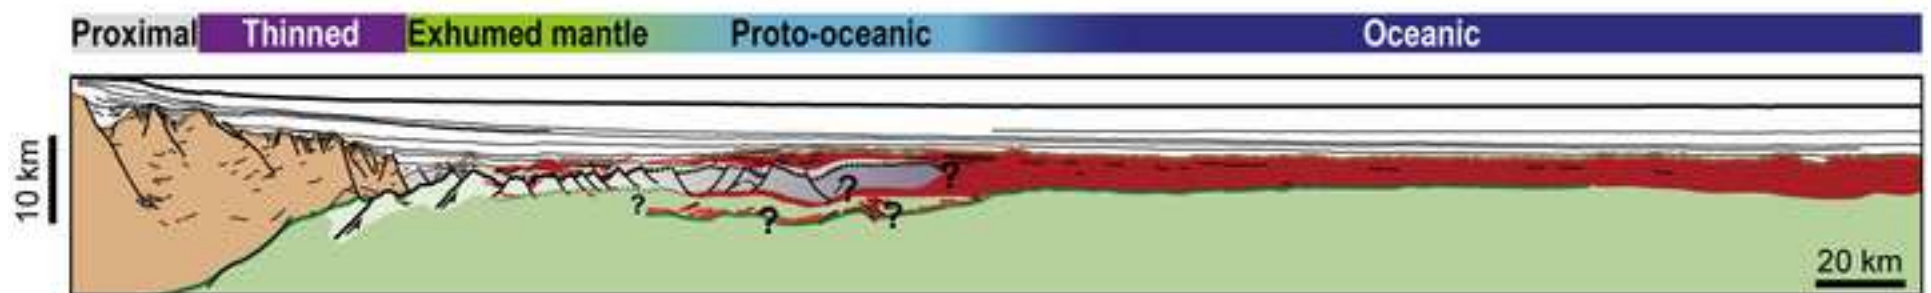 Proximal Thinned Exhumed mantle Proto-oceanic Oceanic
10 km
? ? ? ? ?
20 km